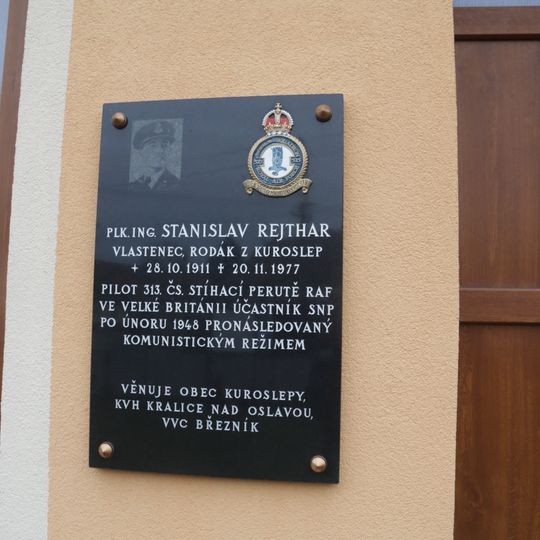 PLK. ING. STANISLAV REJTHAR
VLASTENEC, RODÁK Z KUROSLEP
+ 28.10.1911 † 20.11.1977
PILOT 313. ČS. STÍHACÍ PERUTĚ RAF
VE VELKÉ BRITÁNII ÚČASTNÍK SNP
PO ÚNORU 1948 PRONÁSLEDOVANÝ
KOMUNISTICKÝM REŽIMEM
VĚNUJE OBEC KUROSLEPY,
KVH KRALICE NAD OSLAVOU,
VVC BŘEZNÍK